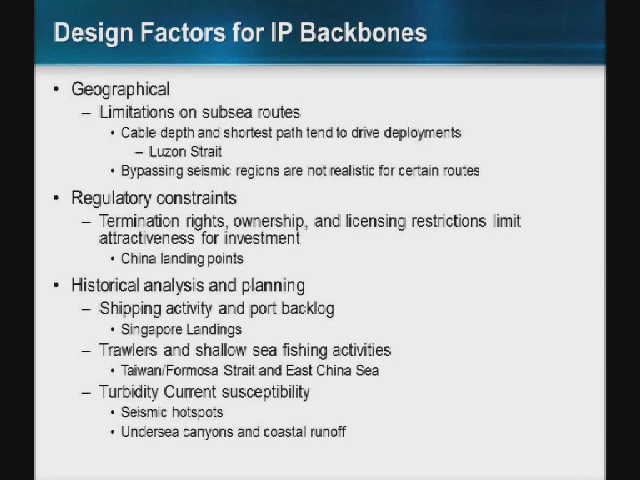 Design Factors for IP Backbones
• Geographical
– Limitations on subsea routes
• Cable depth and shortest path tend to drive deployments
– Luzon Strait
• Bypassing seismic regions are not realistic for certain routes
• Regulatory constraints
– Termination rights, ownership, and licensing restrictions limit
attractiveness for investment
• China landing points
• Historical analysis and planning
– Shipping activity and port backlog
• Singapore Landings
– Trawlers and shallow sea fishing activities
• Taiwan/Formosa Strait and East China Sea
– Turbidity Current susceptibility
• Seismic hotspots
• Undersea canyons and coastal runoff